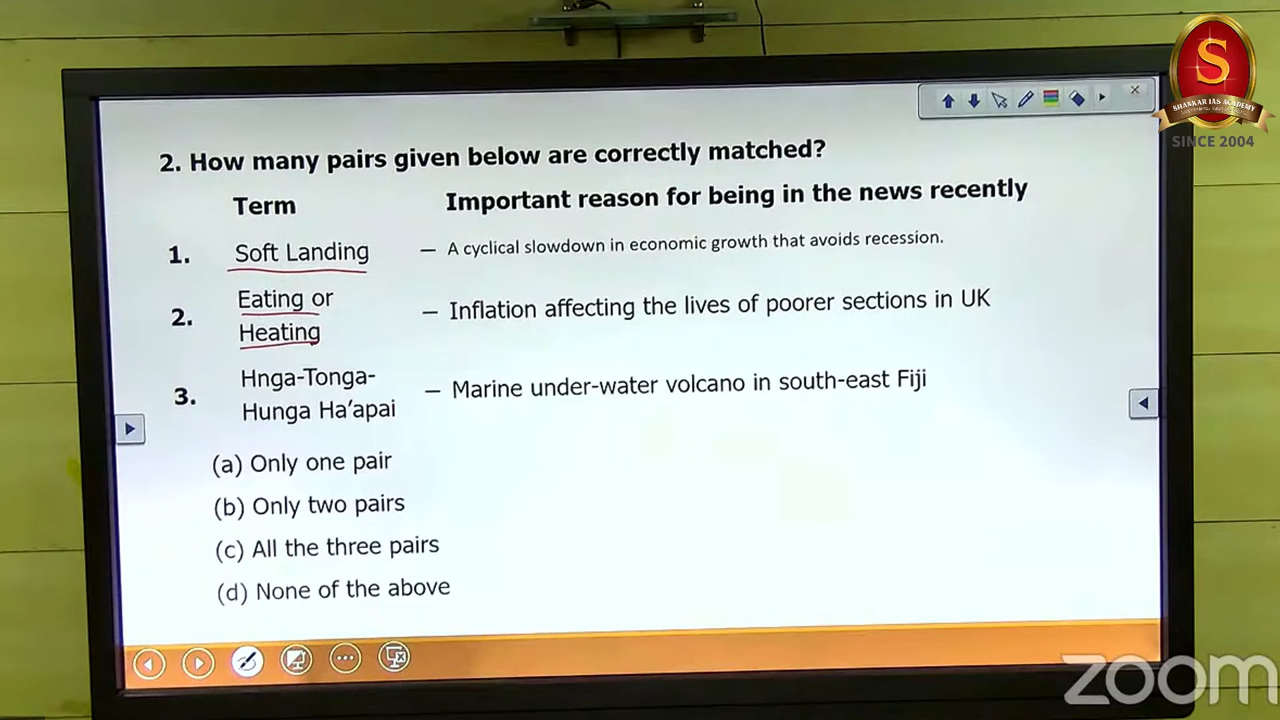 S
SHANKAR IAS ACADEMY
SINCE 2004
2. How many pairs given below are correctly matched?
Term Important reason for being in the news recently
1. Soft Landing — A cyclical slowdown in economic growth that avoids recession.
2. Eating or
Heating — Inflation affecting the lives of poorer sections in UK
3. Hnga-Tonga-
Hunga Ha’apai — Marine under-water volcano in south-east Fiji
(a) Only one pair
(b) Only two pairs
(c) All the three pairs
(d) None of the above
zoom